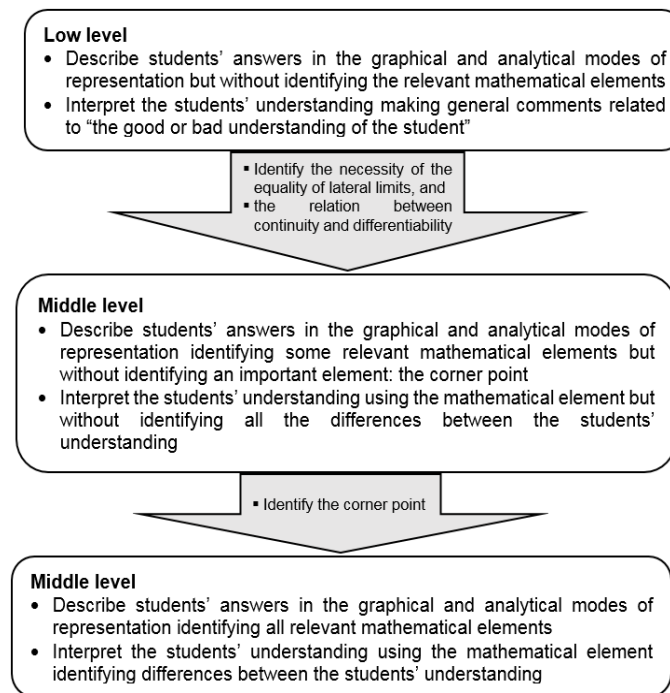 Low level
• Describe students’ answers in the graphical and analytical modes of
representation but without identifying the relevant mathematical elements
• Interpret the students’ understanding making general comments related
to “the good or bad understanding of the student”
▪ Identify the necessity of the
equality of lateral limits, and
▪ the relation between
continuity and differentiability
Middle level
• Describe students’ answers in the graphical and analytical modes of
representation identifying some relevant mathematical elements but
without identifying an important element: the corner point
• Interpret the students’ understanding using the mathematical element but
without identifying all the differences between the students’
understanding
▪ Identify the corner point
Middle level
• Describe students’ answers in the graphical and analytical modes of
representation identifying all relevant mathematical elements
• Interpret the students’ understanding using the mathematical element
identifying differences between the students’ understanding